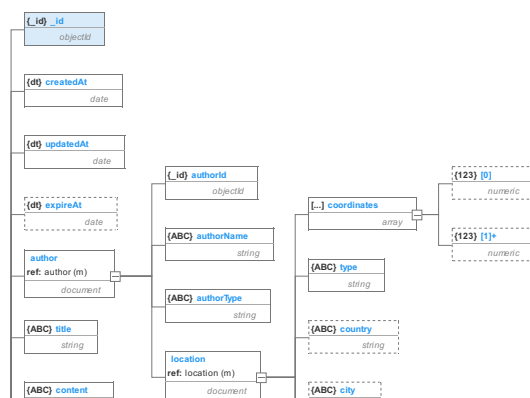 {_id} _id
objectId
{dt} createdAt
date
{dt} updatedAt
date
{dt} expireAt
date
author
ref: author (m)
document
{ABC} title
string
{ABC} content
{_id} authorId
objectId
{ABC} authorName
string
{ABC} authorType
string
location
ref: location (m)
document
[...] coordinates
array
{ABC} type
string
{ABC} country
string
{ABC} city
{123} [0]
numeric
{123} [1]+
numeric